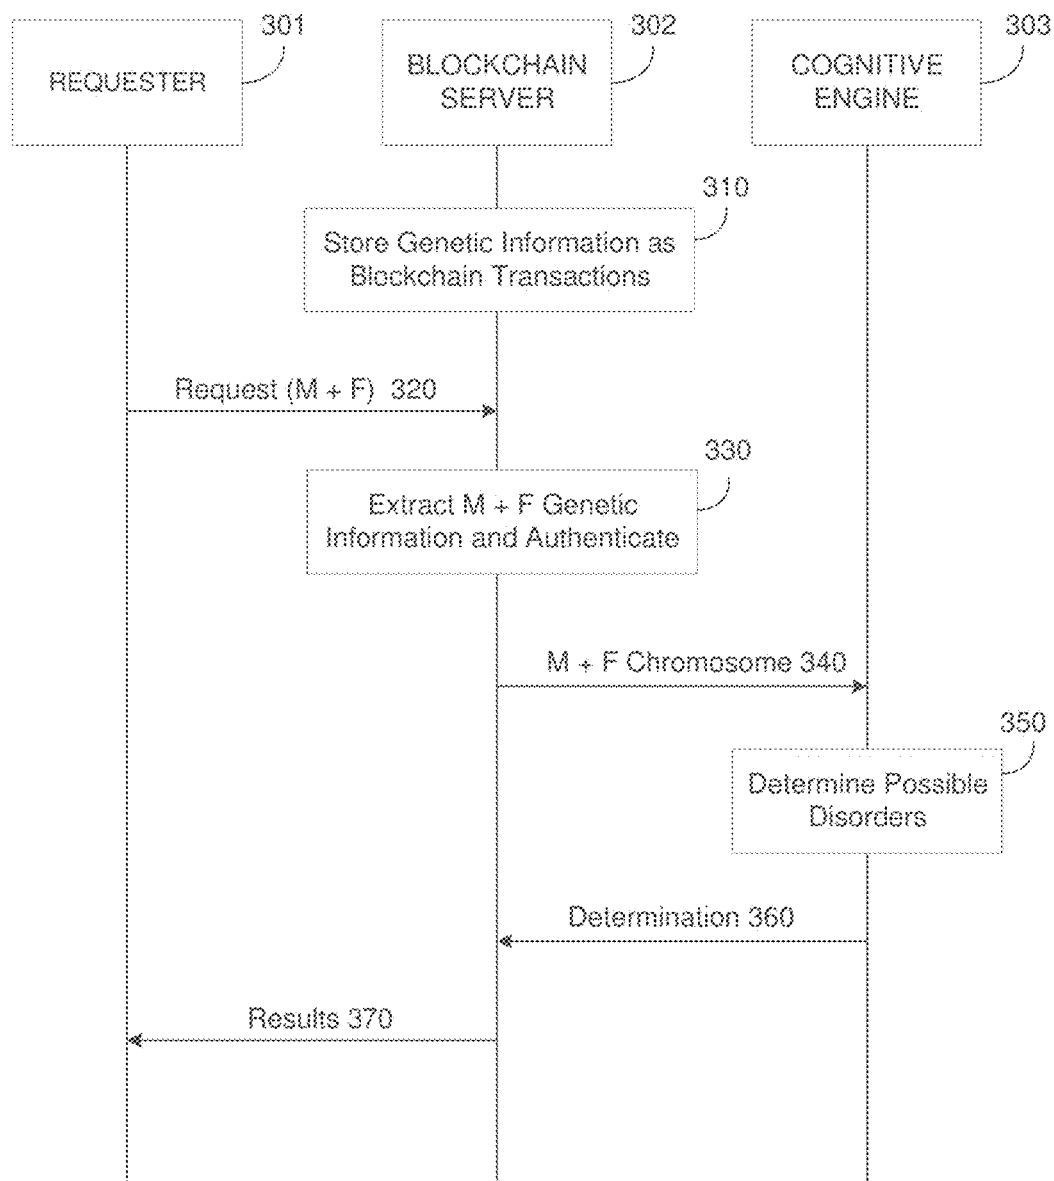 301
302
303
REQUESTER
BLOCKCHAIN
SERVER
COGNITIVE
ENGINE
310
Store Genetic Information as
Blockchain Transactions
Request (M + F) 320
330
Extract M + F Genetic
Information and Authenticate
M + F Chromosome 340
350
Determine Possible
Disorders
Determination 360
Results 370